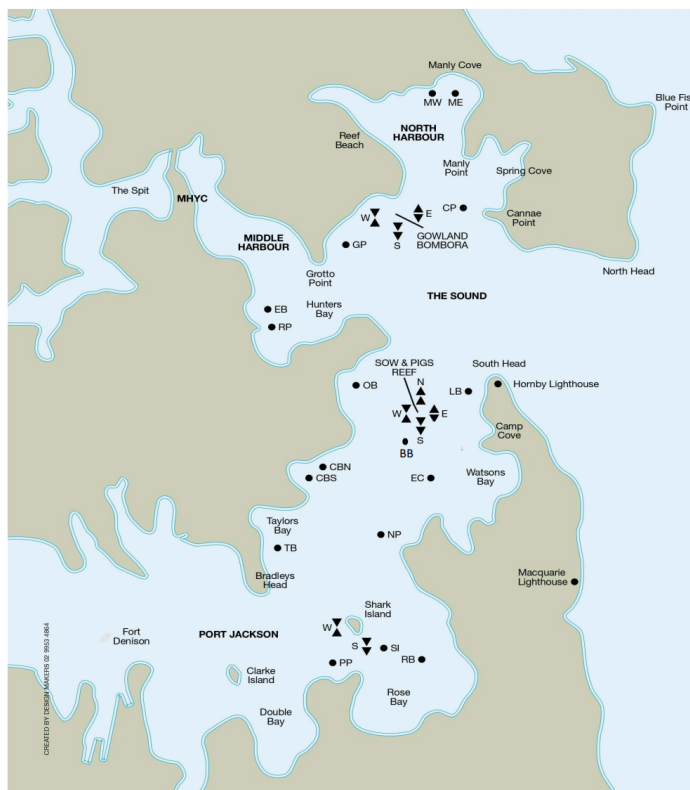 Manly Cove
MW
ME
Blue Fis
Point
NORTH
HARBOUR
Reef
Beach
Manly
Point
Spring Cove
The Spit
MHYC
CP
W
E
S
Cannae
Point
GOWLAND
BOMBORA
MIDDLE
HARBOUR
GP
North Head
Grotto
Point
THE SOUND
Hunters
Bay
EB
RP
SOW & PIGS
REEF
South Head
N
OB
LB
Hornby Lighthouse
W
E
Camp
Cove
S
BB
CBN
CBS
EC
Watsons
Bay
Taylors
Bay
NP
TB
Bradleys
Head
Macquarie
Lighthouse
Shark
Island
W
Fort
Denison
PORT JACKSON
S
SI
RB
PP
Clarke
Island
Rose
Bay
Double
Bay
CREATED BY DESIGN MAKERS 02 9953 4864